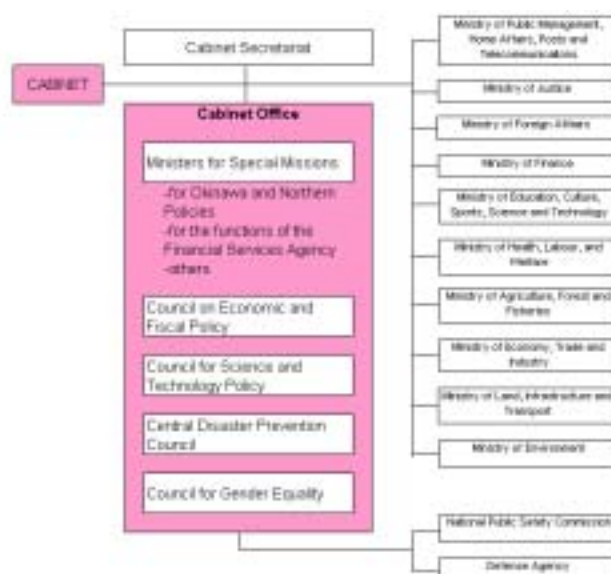 CABINET
Cabinet Secretariat
Cabinet Office
Ministers for Special Missions
-for Okinawa and Northern
Policies
-for the functions of the
Financial Services Agency
-others
Council on Economic and
Fiscal Policy
Council for Science and
Technology Policy
Central Disaster Prevention
Council
Council for Gender Equality
Ministry of Public Management,
Home Affairs, Posts and
Telecommunications
Ministry of Justice
Ministry of Foreign Affairs
Ministry of Finance
Ministry of Education, Culture,
Sports, Science and Technology
Ministry of Health, Labour, and
Welfare
Ministry of Agriculture, Forest and
Fisheries
Ministry of Economy, Trade and
Industry
Ministry of Land, Infrastructure and
Transport
Ministry of Environment
National Public Safety Commission
Defense Agency